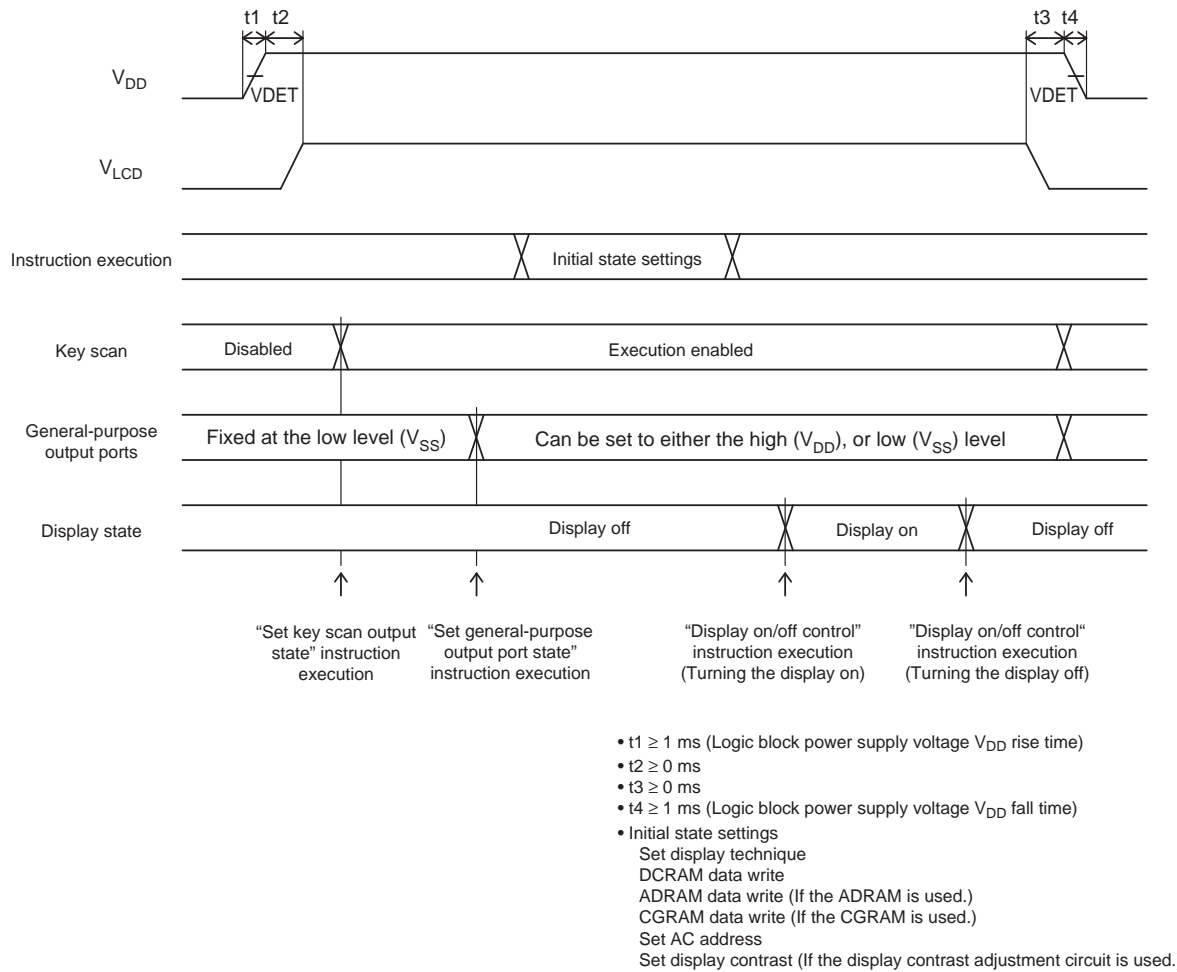 t1 t2 t3 t4
VDD
VDET VDET
VLCD
Instruction execution
Initial state settings
Key scan
Disabled
Execution enabled
General-purpose
output ports
Fixed at the low level (VSS)
Can be set to either the high (VDD), or low (VSS) level
Display state
Display off
Display on
Display off
“Set key scan output
state” instruction
execution
“Set general-purpose
output port state”
instruction execution
“Display on/off control”
instruction execution
(Turning the display on)
”Display on/off control“
instruction execution
(Turning the display off)
• t1 ≥ 1 ms (Logic block power supply voltage VDD rise time)
• t2 ≥ 0 ms
• t3 ≥ 0 ms
• t4 ≥ 1 ms (Logic block power supply voltage VDD fall time)
• Initial state settings
Set display technique
DCRAM data write
ADRAM data write (If the ADRAM is used.)
CGRAM data write (If the CGRAM is used.)
Set AC address
Set display contrast (If the display contrast adjustment circuit is used.